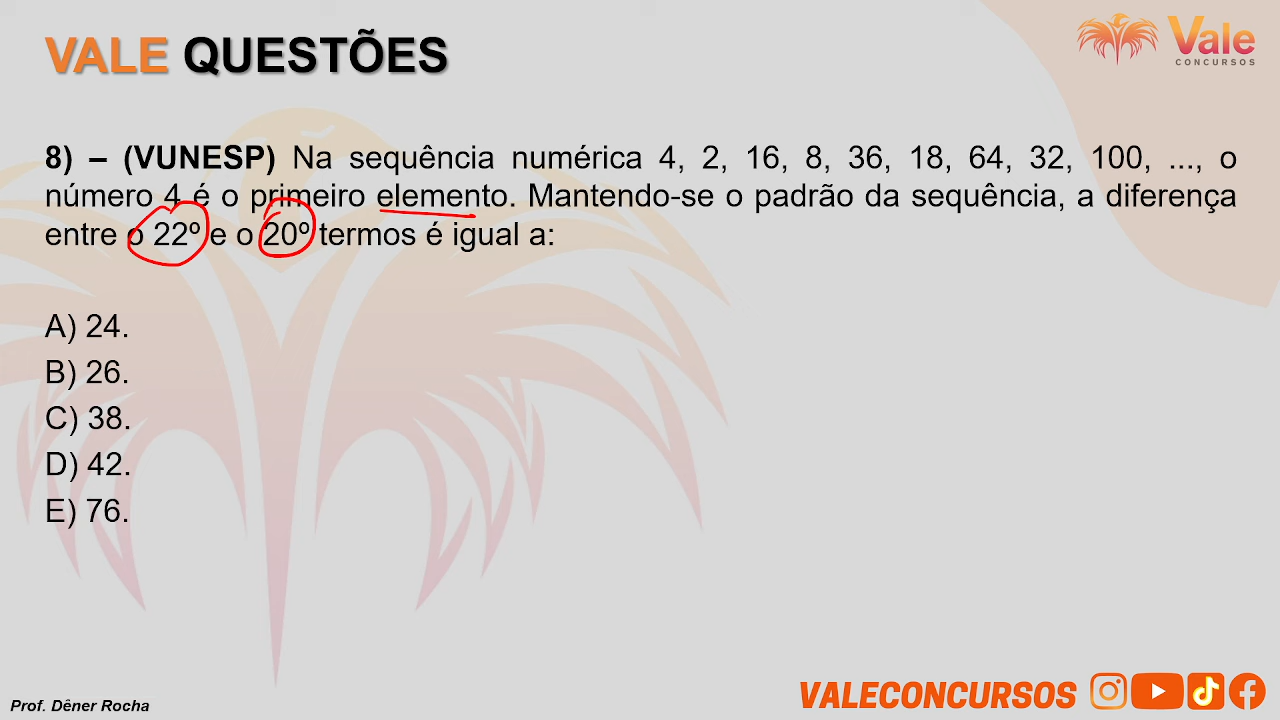 VALE QUESTÕES
Vale
CONCURSOS
8) – (VUNESP) Na sequência numérica 4, 2, 16, 8, 36, 18, 64, 32, 100, ..., o
número 4 é o primeiro elemento. Mantendo-se o padrão da sequência, a diferença
entre o 22º e o 20º termos é igual a:
A) 24.
B) 26.
C) 38.
D) 42.
E) 76.
VALECONCURSOS
Prof. Dêner Rocha